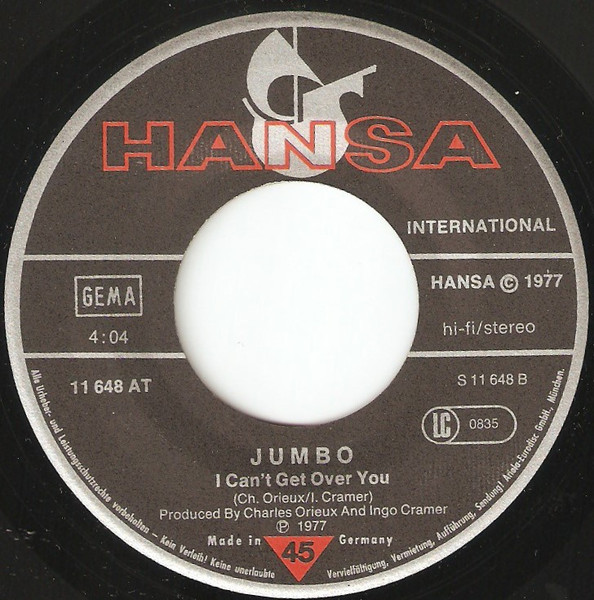 HANSA
INTERNATIONAL
GEMA
HANSA © 1977
4:04
hi-fi/stereo
11 648 AT
S 11 648 B
LC 0835
JUMBO
I Can't Get Over You
(Ch. Orieux/I. Cramer)
Produced By Charles Orieux And Ingo Cramer
℗ 1977
Made in 45 Germany
Alle Urheber- und Leistungsschutzrechte vorbehalten – Kein Verleih! Keine unerlaubte Vervielfältigung, Vermietung, Aufführung, Sendung! Ariola-Eurodisc GmbH., München.